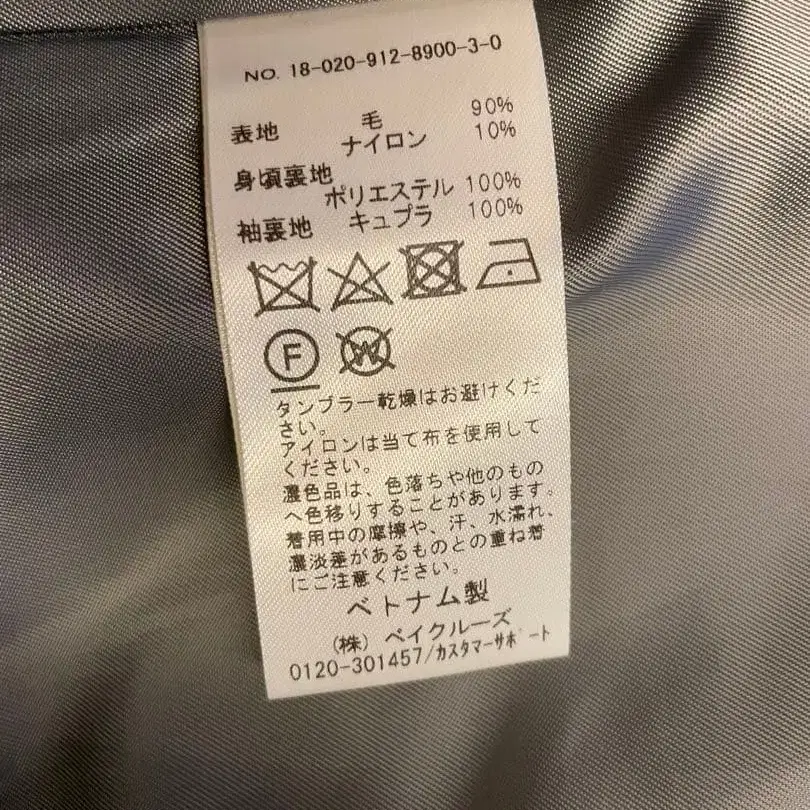 NO. 18-020-912-8900-3-0
表地 毛 90%
ナイロン 10%
身頃裏地
ポリエステル 100%
袖裏地 キュプラ 100%
F W
タンブラー乾燥はお避けくだ
さい。
アイロンは当て布を使用して
ください。
濃色品は、色落ちや他のもの
へ色移りすることがあります。
着用中の摩擦や、汗、水濡れ、
濃淡差があるものとの重ね着
にご注意ください。
ベトナム製
(株) ベイクルーズ
0120-301457/カスタマーサポート